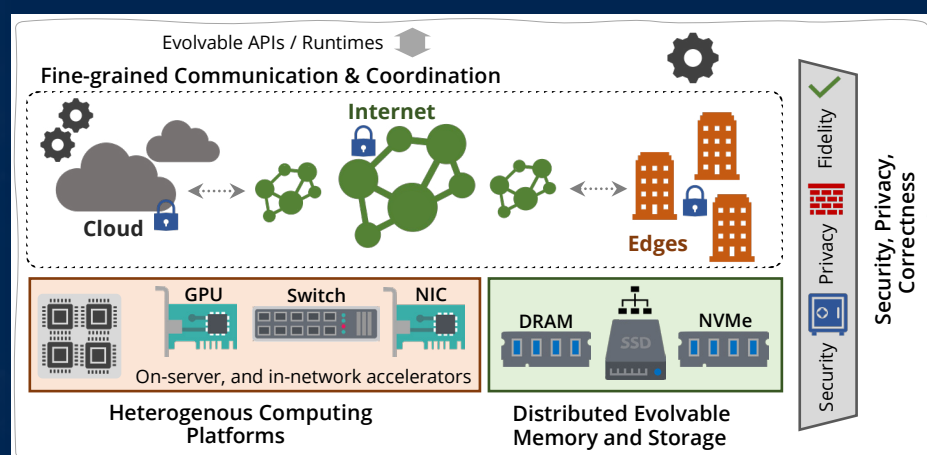 Evolvable APIs / Runtimes
Fine-grained Communication & Coordination
Internet
Cloud
Edges
GPU
Switch
NIC
On-server, and in-network accelerators
DRAM
SSD
NVMe
Heterogenous Computing
Platforms
Distributed Evolvable
Memory and Storage
Fidelity
Privacy
Security
Security, Privacy,
Correctness